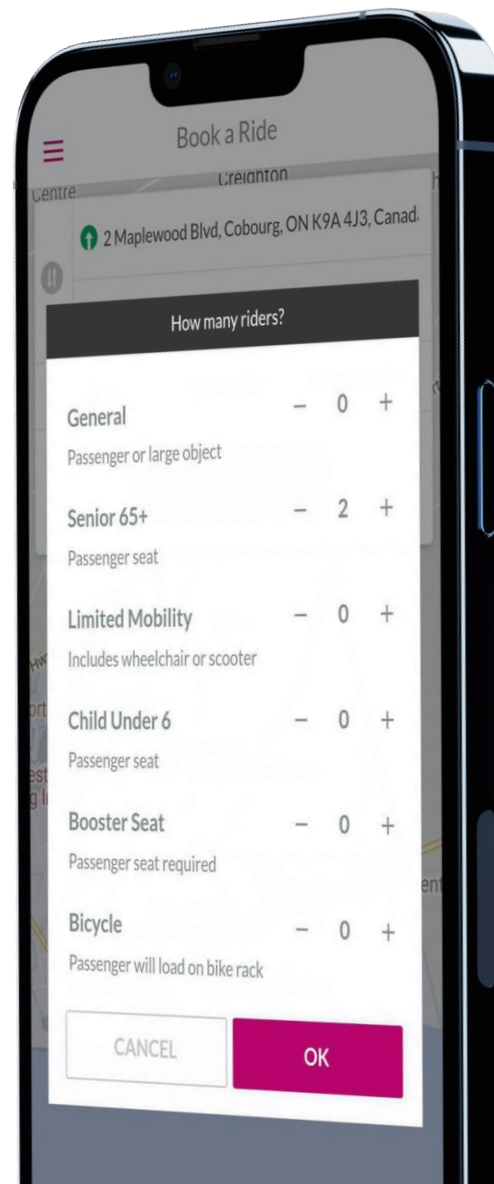 Book a Ride
Centre
Creighton
2 Maplewood Blvd, Cobourg, ON K9A 4J3, Canad
How many riders?
General – 0 +
Passenger or large object
Senior 65+ – 2 +
Passenger seat
Limited Mobility – 0 +
Includes wheelchair or scooter
Child Under 6 – 0 +
Passenger seat
Booster Seat – 0 +
Passenger seat required
Bicycle – 0 +
Passenger will load on bike rack
CANCEL OK